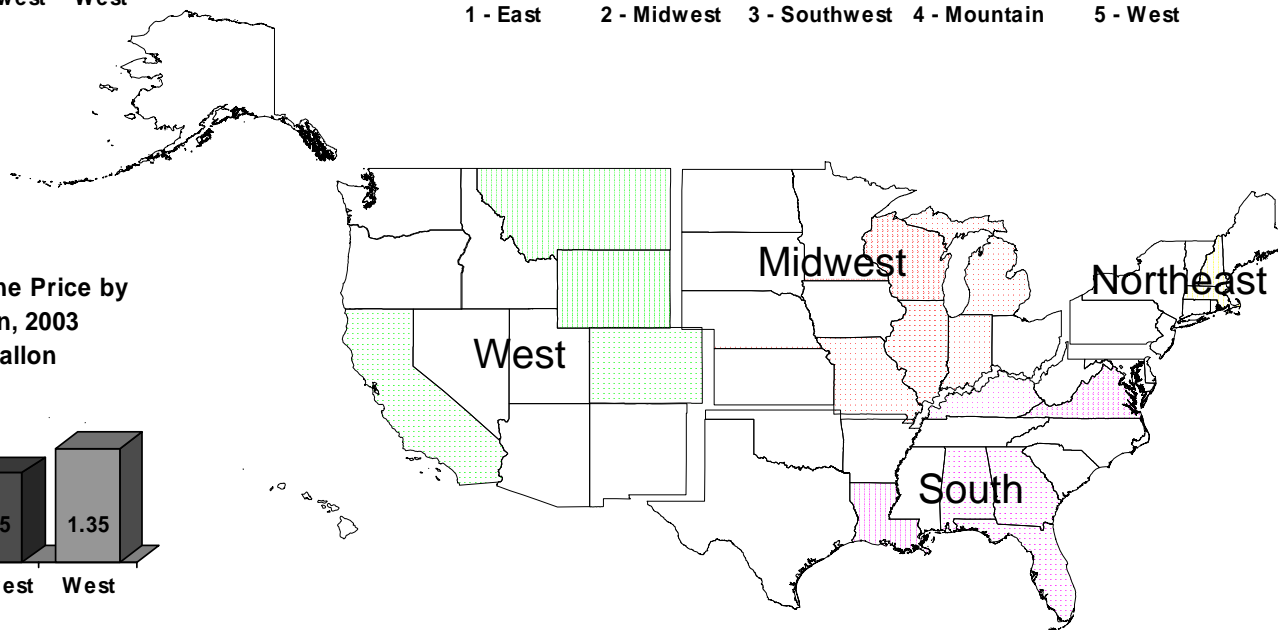 West
1 - East 2 - Midwest 3 - Southwest 4 - Mountain 5 - West
Midwest
Northeast
West
South
ne Price by
n, 2003
allon
5 1.35
est West